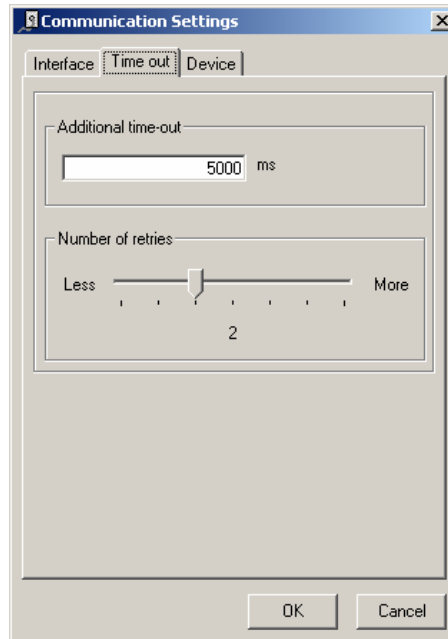 Communication Settings
Interface Time out Device
Additional time-out
5000 ms
Number of retries
Less More
2
OK Cancel